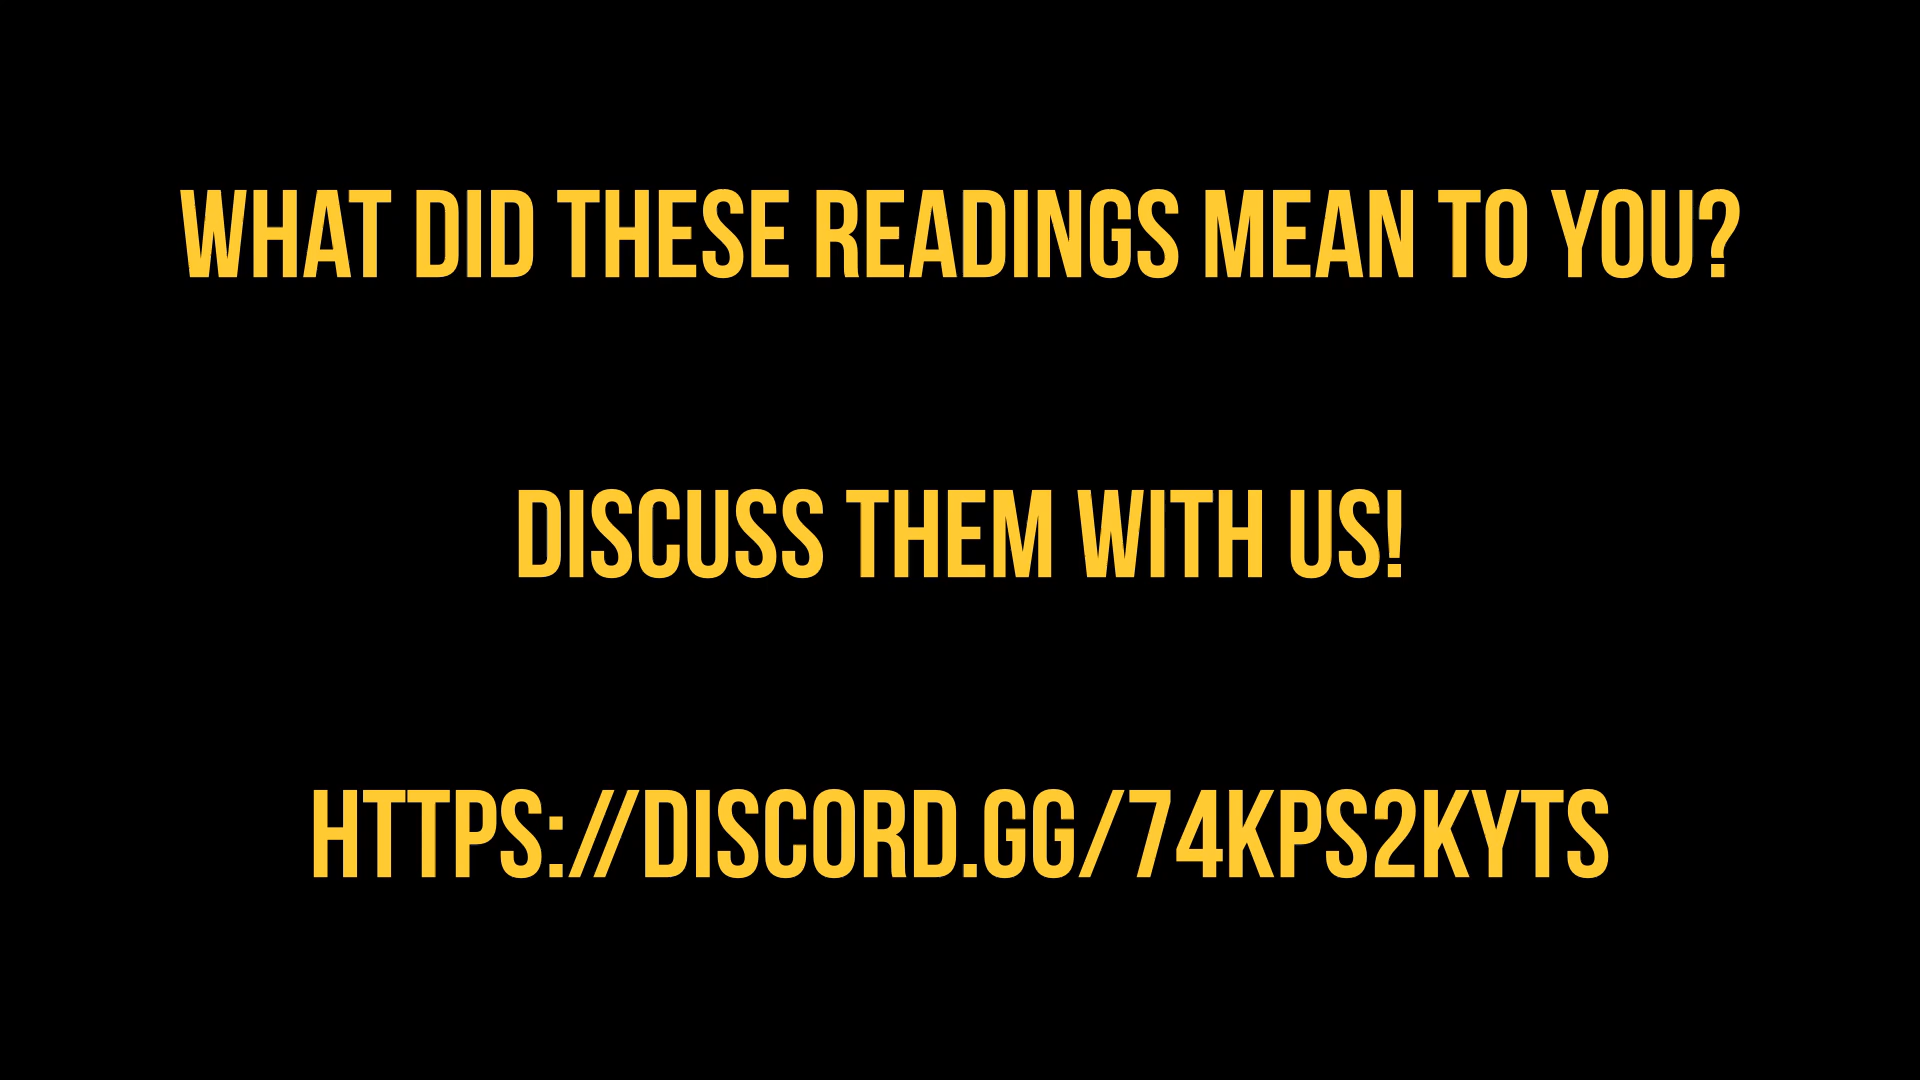 WHAT DID THESE READINGS MEAN TO YOU?
DISCUSS THEM WITH US!
HTTPS://DISCORD.GG/74KPS2KYTS